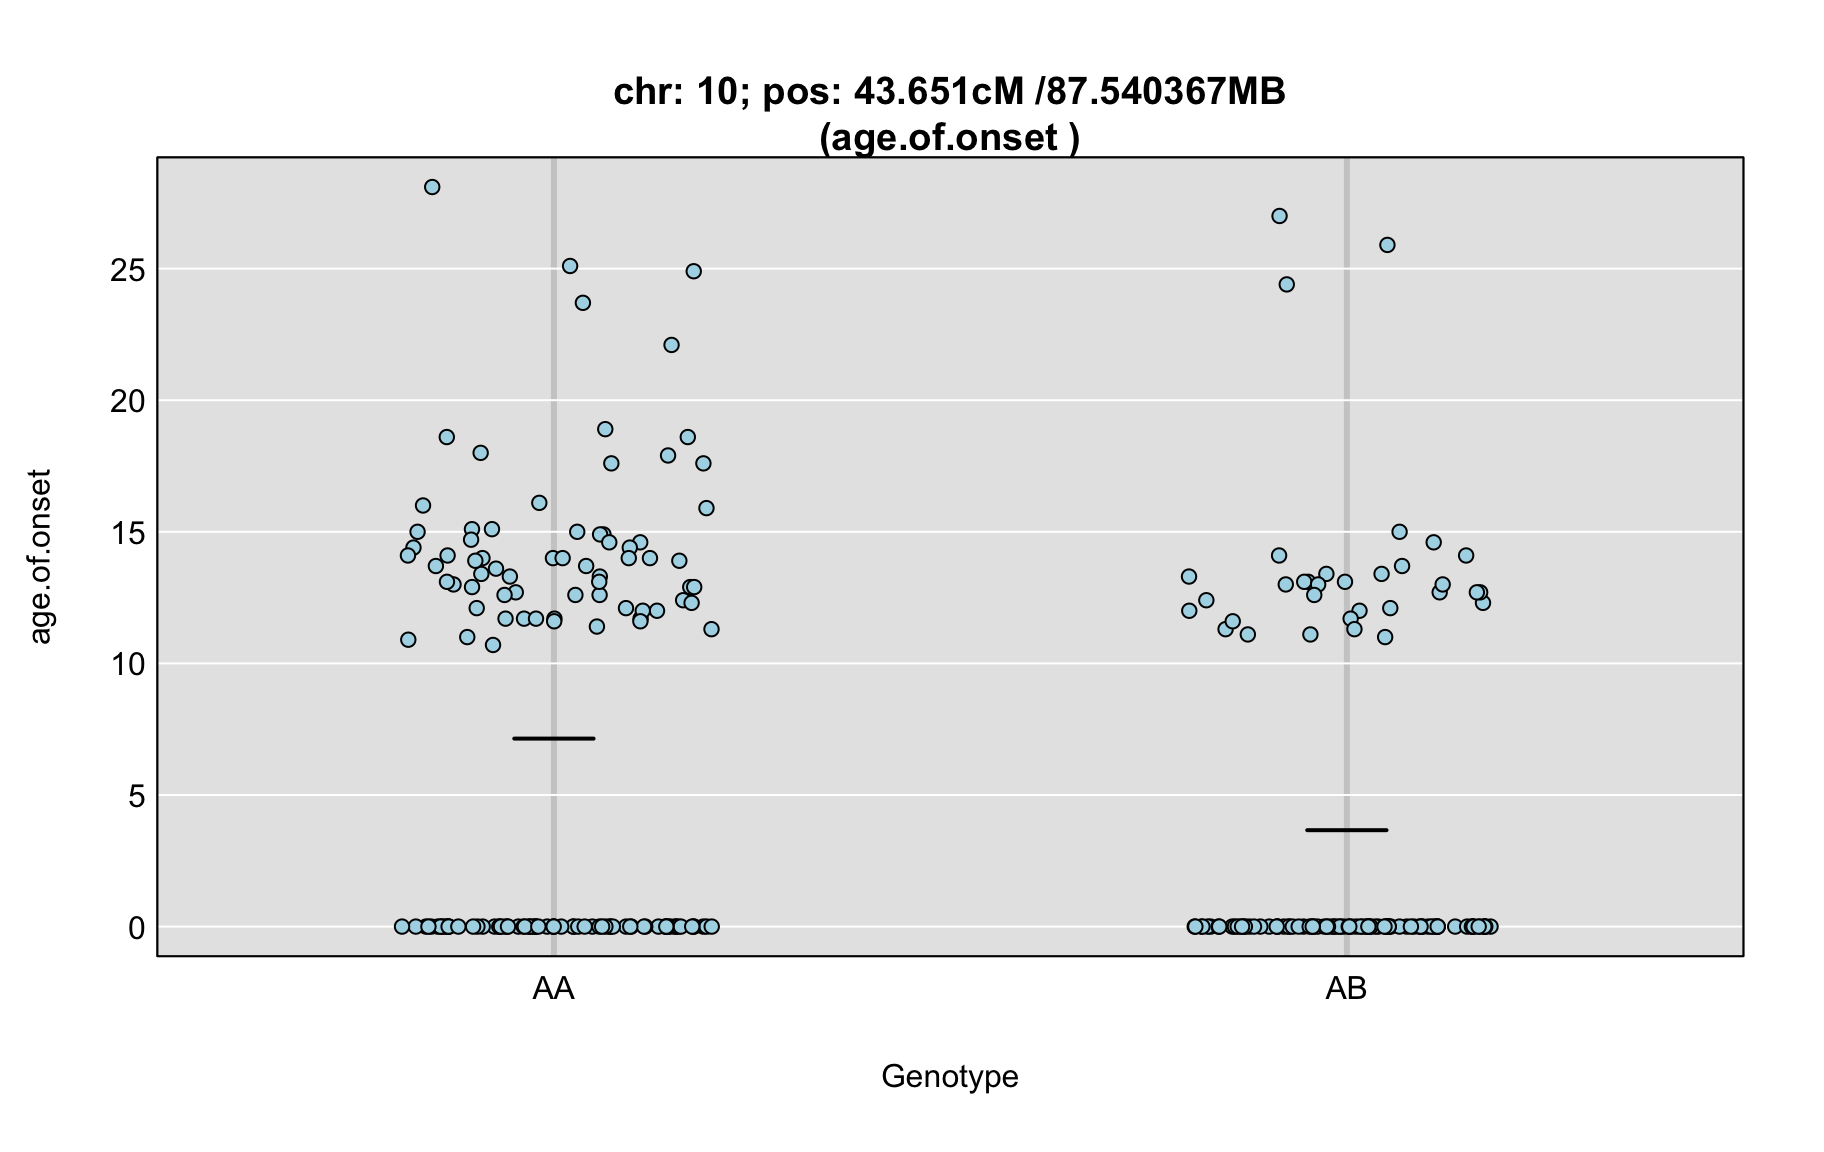 chr: 10; pos: 43.651cM /87.540367MB
(age.of.onset )
age.of.onset
25
20
15
10
5
0
AA AB
Genotype